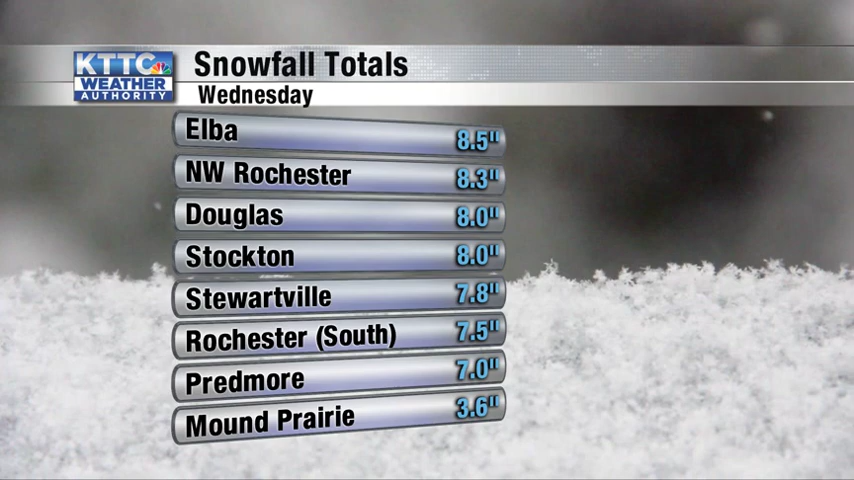 KTTC
WEATHER
AUTHORITY
Snowfall Totals
Wednesday
Elba 8.5"
NW Rochester 8.3"
Douglas 8.0"
Stockton 8.0"
Stewartville 7.8"
Rochester (South) 7.5"
Predmore 7.0"
Mound Prairie 3.6"